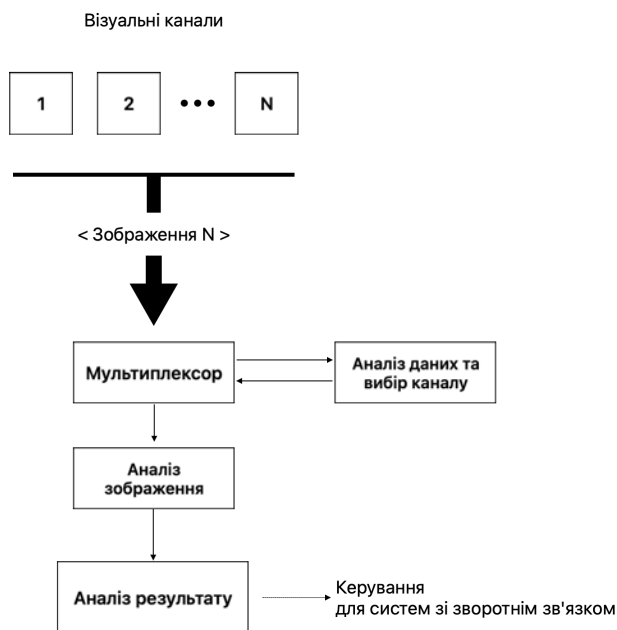 Візуальні канали
1 2 ••• N
< Зображення N >
Мультиплексор
Аналіз даних та
вибір каналу
Аналіз
зображення
Аналіз результату
Керування
для систем зі зворотнім зв'язком